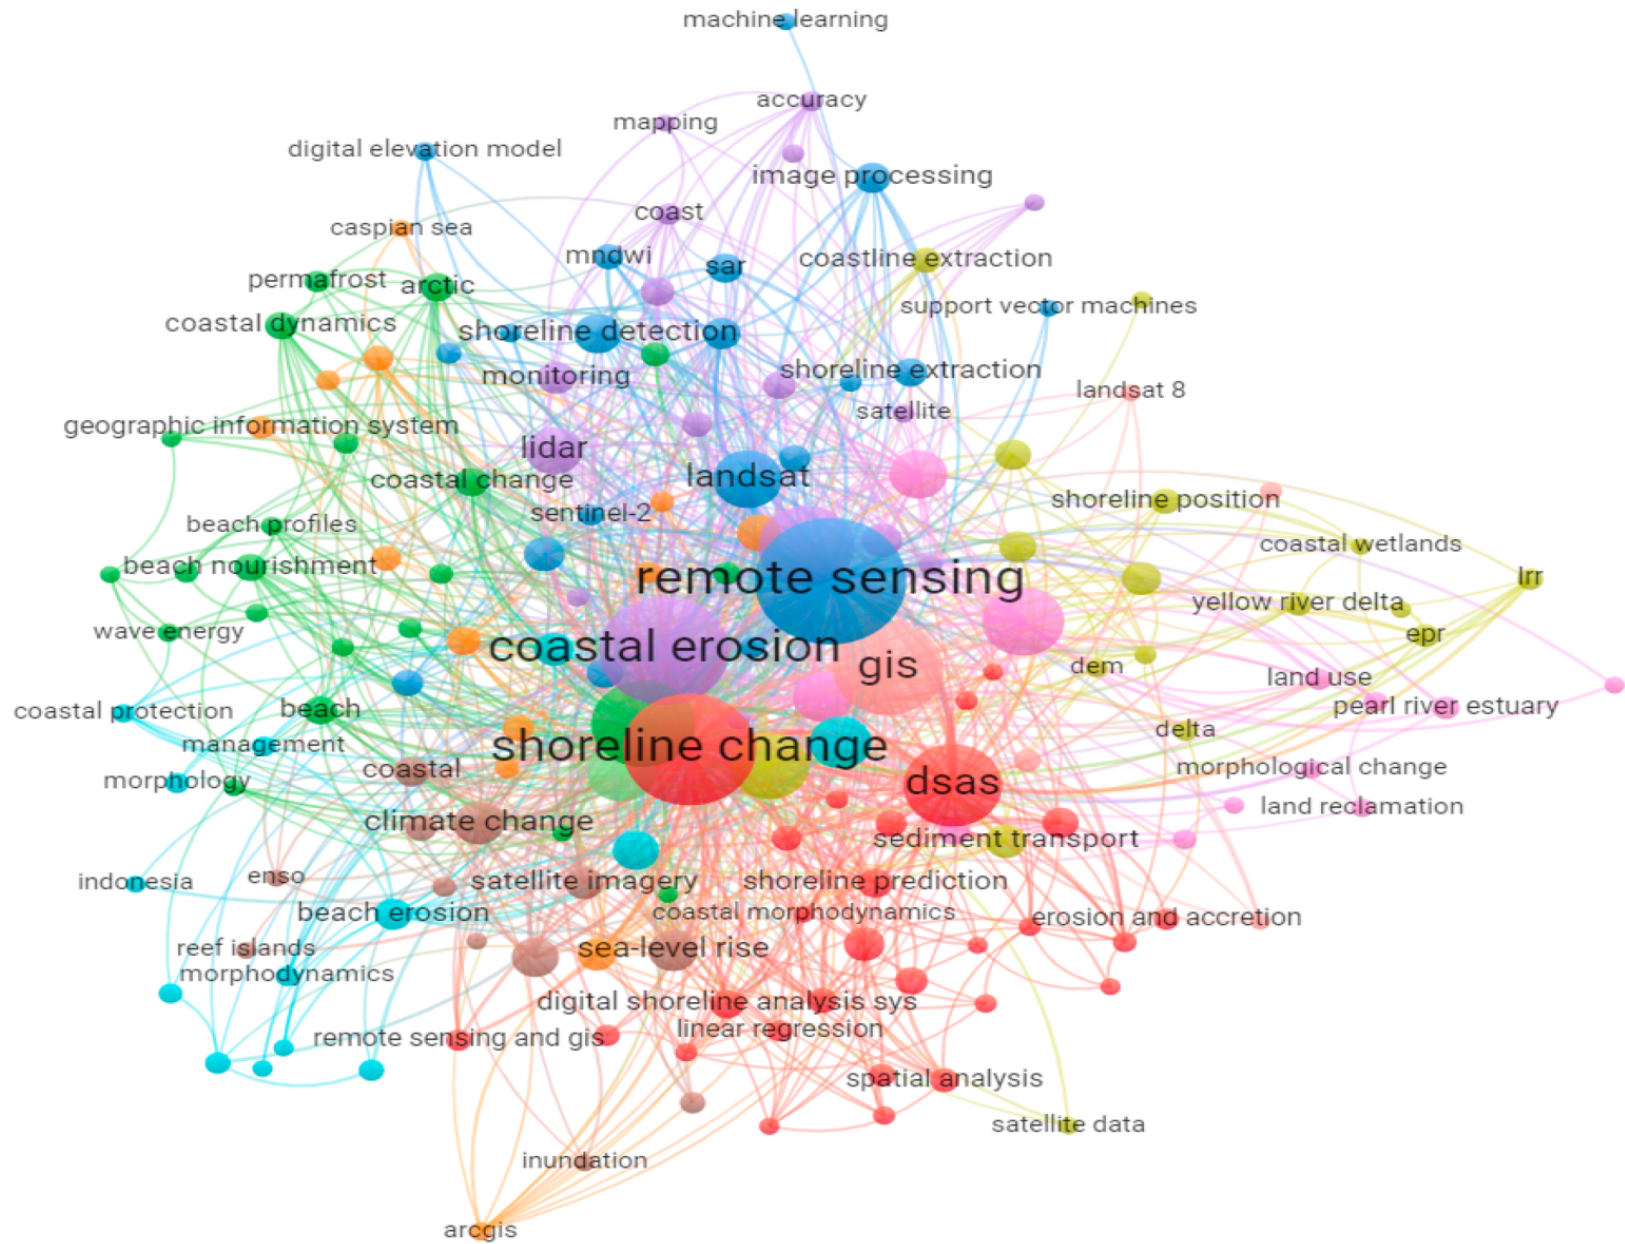 machine learning
accuracy
mapping
digital elevation model
image processing
coast
caspian sea
mndwi
sar
coastline extraction
permafrost
arctic
support vector machines
coastal dynamics
shoreline detection
shoreline extraction
monitoring
landsat 8
satellite
geographic information system
lidar
landsat
coastal change
shoreline position
sentinel-2
beach profiles
coastal wetlands
beach nourishment
remote sensing
lrr
yellow river delta
wave energy
epr
coastal erosion
gis
dem
land use
coastal protection
beach
pearl river estuary
delta
management
shoreline change
coastal
morphological change
morphology
dsas
land reclamation
climate change
sediment transport
indonesia
enso
satellite imagery
shoreline prediction
beach erosion
coastal morphodynamics
erosion and accretion
reef islands
sea-level rise
morphodynamics
digital shoreline analysis sys
linear regression
remote sensing and gis
spatial analysis
satellite data
inundation
arcgis